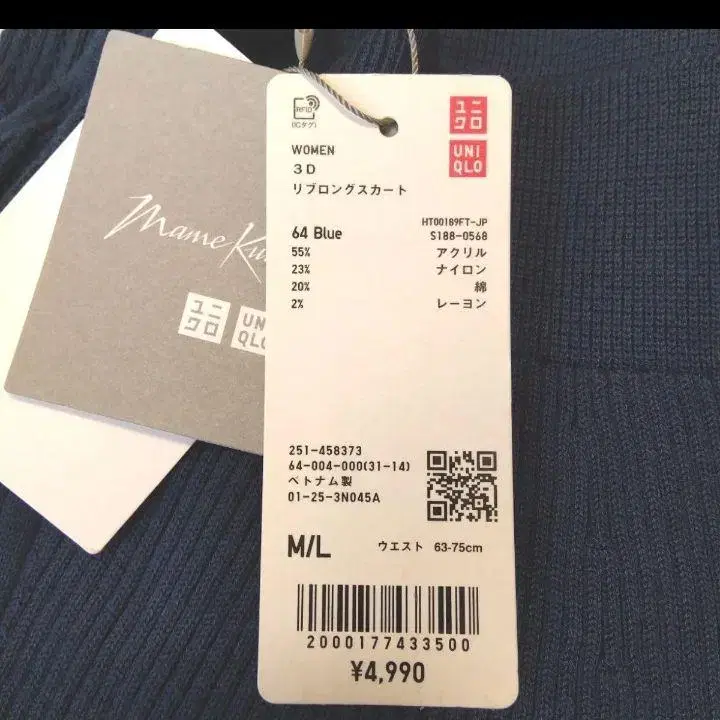 RFID
(ICタグ)
ユニ
クロ
UNI
QLO
WOMEN
3D
リブロングスカート
HT00189FT-JP
64 Blue S188-0568
55% アクリル
23% ナイロン
20% 綿
2% レーヨン
251-458373
64-004-000(31-14)
ベトナム製
01-25-3N045A
M/L ウエスト 63-75cm
2000177433500
¥4,990
Mame
ユニ
クロ